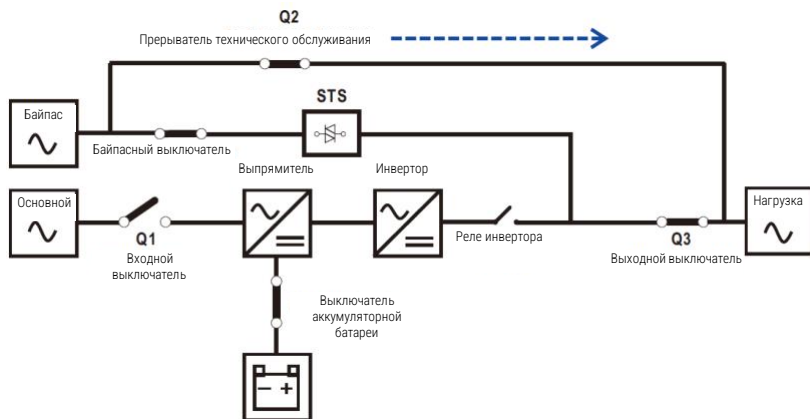 Q2
Прерыватель технического обслуживания
STS
Байпас
Байпасный выключатель
Выпрямитель
Инвертор
Основной
Q1
Входной
выключатель
Реле инвертора
Q3
Выходной выключатель
Нагрузка
Выключатель
аккумуляторной
батареи